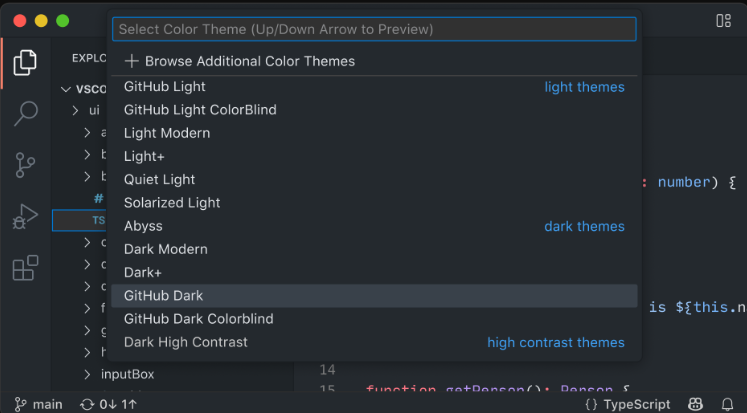 Select Color Theme (Up/Down Arrow to Preview)
EXPLO
Browse Additional Color Themes
VSCO
GitHub Light light themes
ui
GitHub Light ColorBlind
Light Modern
Light+
Quiet Light
: number) {
Solarized Light
#
TS
Abyss dark themes
Dark Modern
Dark+
GitHub Dark
is ${this.n
GitHub Dark Colorblind
Dark High Contrast high contrast themes
inputBox
14
15 function getPerson(): Person {
main 0↓ 1↑ {} TypeScript